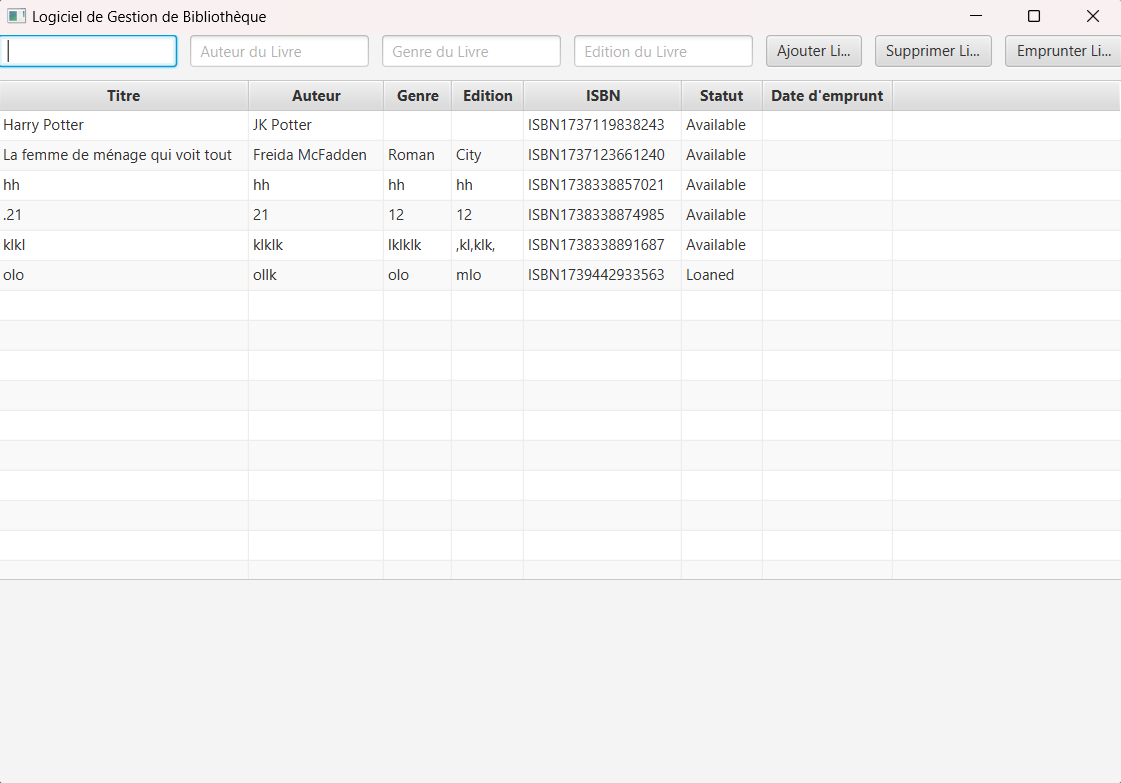 Logiciel de Gestion de Bibliothèque
Auteur du Livre Genre du Livre Edition du Livre Ajouter Li... Supprimer Li... Emprunter Li...
Titre Auteur Genre Edition ISBN Statut Date d'emprunt
Harry Potter JK Potter ISBN1737119838243 Available
La femme de ménage qui voit tout Freida McFadden Roman City ISBN1737123661240 Available
hh hh hh hh ISBN1738338857021 Available
.21 21 12 12 ISBN1738338874985 Available
klkl klklk lklklk ,kl,klk, ISBN1738338891687 Available
olo ollk olo mlo ISBN1739442933563 Loaned